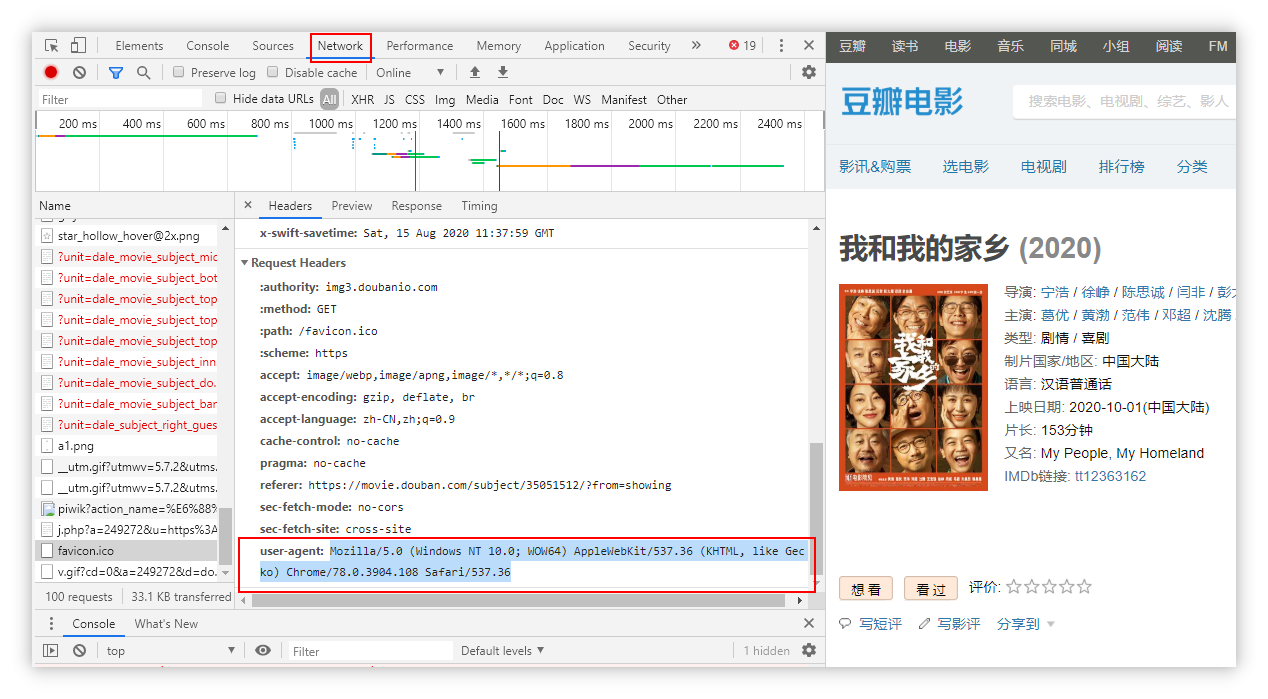 Elements Console Sources Network Performance Memory Application Security » 19
Preserve log Disable cache Online
Filter Hide data URLs All XHR JS CSS Img Media Font Doc WS Manifest Other
200 ms 400 ms 600 ms 800 ms 1000 ms 1200 ms 1400 ms 1600 ms 1800 ms 2000 ms 2200 ms 2400 ms
Name
star_hollow_hover@2x.png
?unit=dale_movie_subject_mic
?unit=dale_movie_subject_bot
?unit=dale_movie_subject_top
?unit=dale_movie_subject_top
?unit=dale_movie_subject_top
?unit=dale_movie_subject_inn
?unit=dale_movie_subject_do.
?unit=dale_movie_subject_bar
?unit=dale_subject_right_gues
a1.png
__utm.gif?utmwv=5.7.2&utms.
__utm.gif?utmwv=5.7.2&utms.
piwik?action_name=%E6%88%
j.php?a=249272&u=https%3A
favicon.ico
v.gif?cd=0&a=249272&d=do.
100 requests 33.1 KB transferred
Headers Preview Response Timing
x-swift-savetime: Sat, 15 Aug 2020 11:37:59 GMT
Request Headers
:authority: img3.doubanio.com
:method: GET
:path: /favicon.ico
:scheme: https
accept: image/webp,image/apng,image/*,*/*;q=0.8
accept-encoding: gzip, deflate, br
accept-language: zh-CN,zh;q=0.9
cache-control: no-cache
pragma: no-cache
referer: https://movie.douban.com/subject/35051512/?from=showing
sec-fetch-mode: no-cors
sec-fetch-site: cross-site
user-agent: Mozilla/5.0 (Windows NT 10.0; WOW64) AppleWebKit/537.36 (KHTML, like Gec
ko) Chrome/78.0.3904.108 Safari/537.36
Console What's New
top Filter Default levels 1 hidden
豆瓣 读书 电影 音乐 同城 小组 阅读 FM
豆瓣电影
搜索电影、电视剧、综艺、影人
影讯&购票 选电影 电视剧 排行榜 分类
我和我的家乡 (2020)
我和我的家乡
导演: 宁浩 / 徐峥 / 陈思诚 / 闫非 / 彭大
主演: 葛优 / 黄渤 / 范伟 / 邓超 / 沈腾
类型: 剧情 / 喜剧
制片国家/地区: 中国大陆
语言: 汉语普通话
上映日期: 2020-10-01(中国大陆)
片长: 153分钟
又名: My People, My Homeland
IMDb链接: tt12363162
想看 看过 评价:
写短评 写影评 分享到